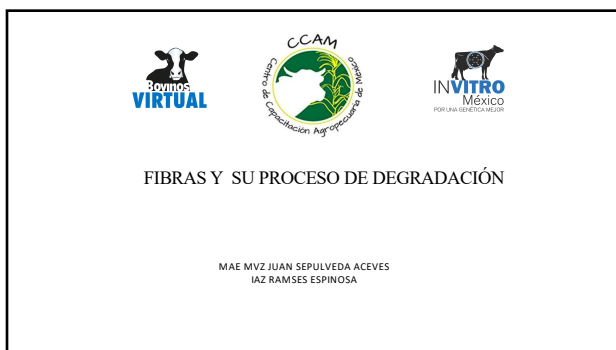 Bovinos
VIRTUAL
CCAM
Centro de Capacitación Agropecuaria de México
INVITRO
México
POR UNA GENÉTICA MEJOR
FIBRAS Y SU PROCESO DE DEGRADACIÓN
MAE MVZ JUAN SEPULVEDA ACEVES
IAZ RAMSES ESPINOSA